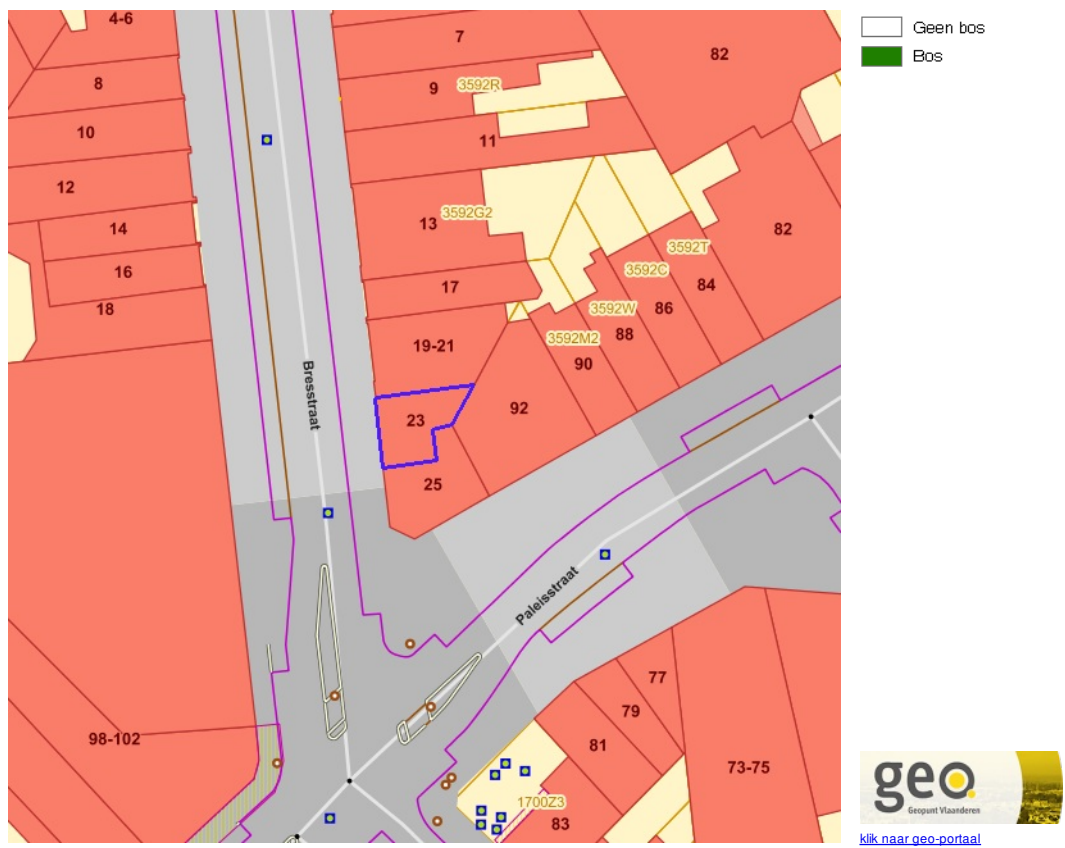 4-6
7
82
Geen bos
Bos
8
9
3592R
10
11
12
13
3592G2
14
82
3592T
16
3592C
17
84
18
3592W
86
88
3592M2
19-21
90
Bresstraat
92
23
25
Paleisstraat
77
79
98-102
81
73-75
1700Z3
83
geo
Geopunt Vlaanderen
klik naar geo-portaal